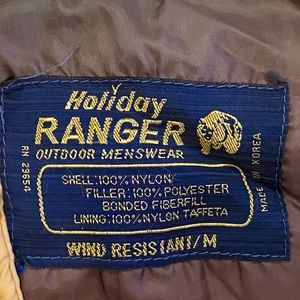 Holiday
RANGER
OUTDOOR MENSWEAR
SHELL: 100% NYLON/
FILLER: 100% POLYESTER
BONDED FIBERFILL
LINING: 100% NYLON TAFFETA
WIND RESISTANT/M
RN 29654
MADE IN KOREA